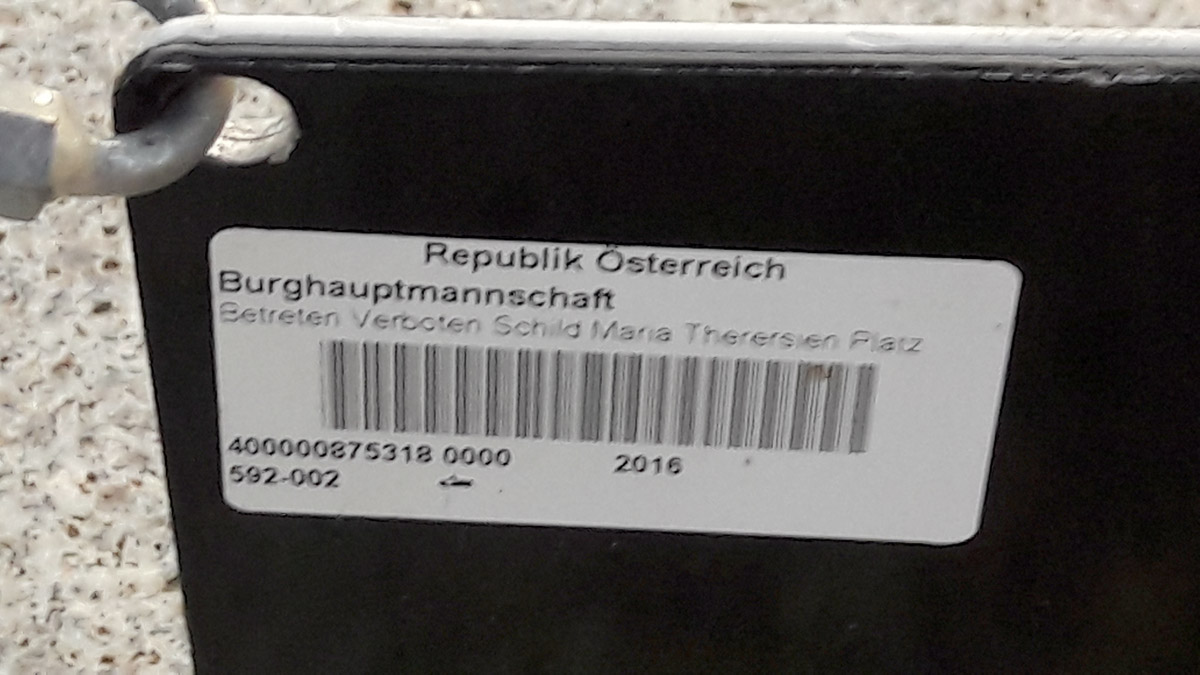 Republik Österreich
Burghauptmannschaft
Betreten Verboten Schild Maria Therersien Platz
400000875318 0000 2016
592-002